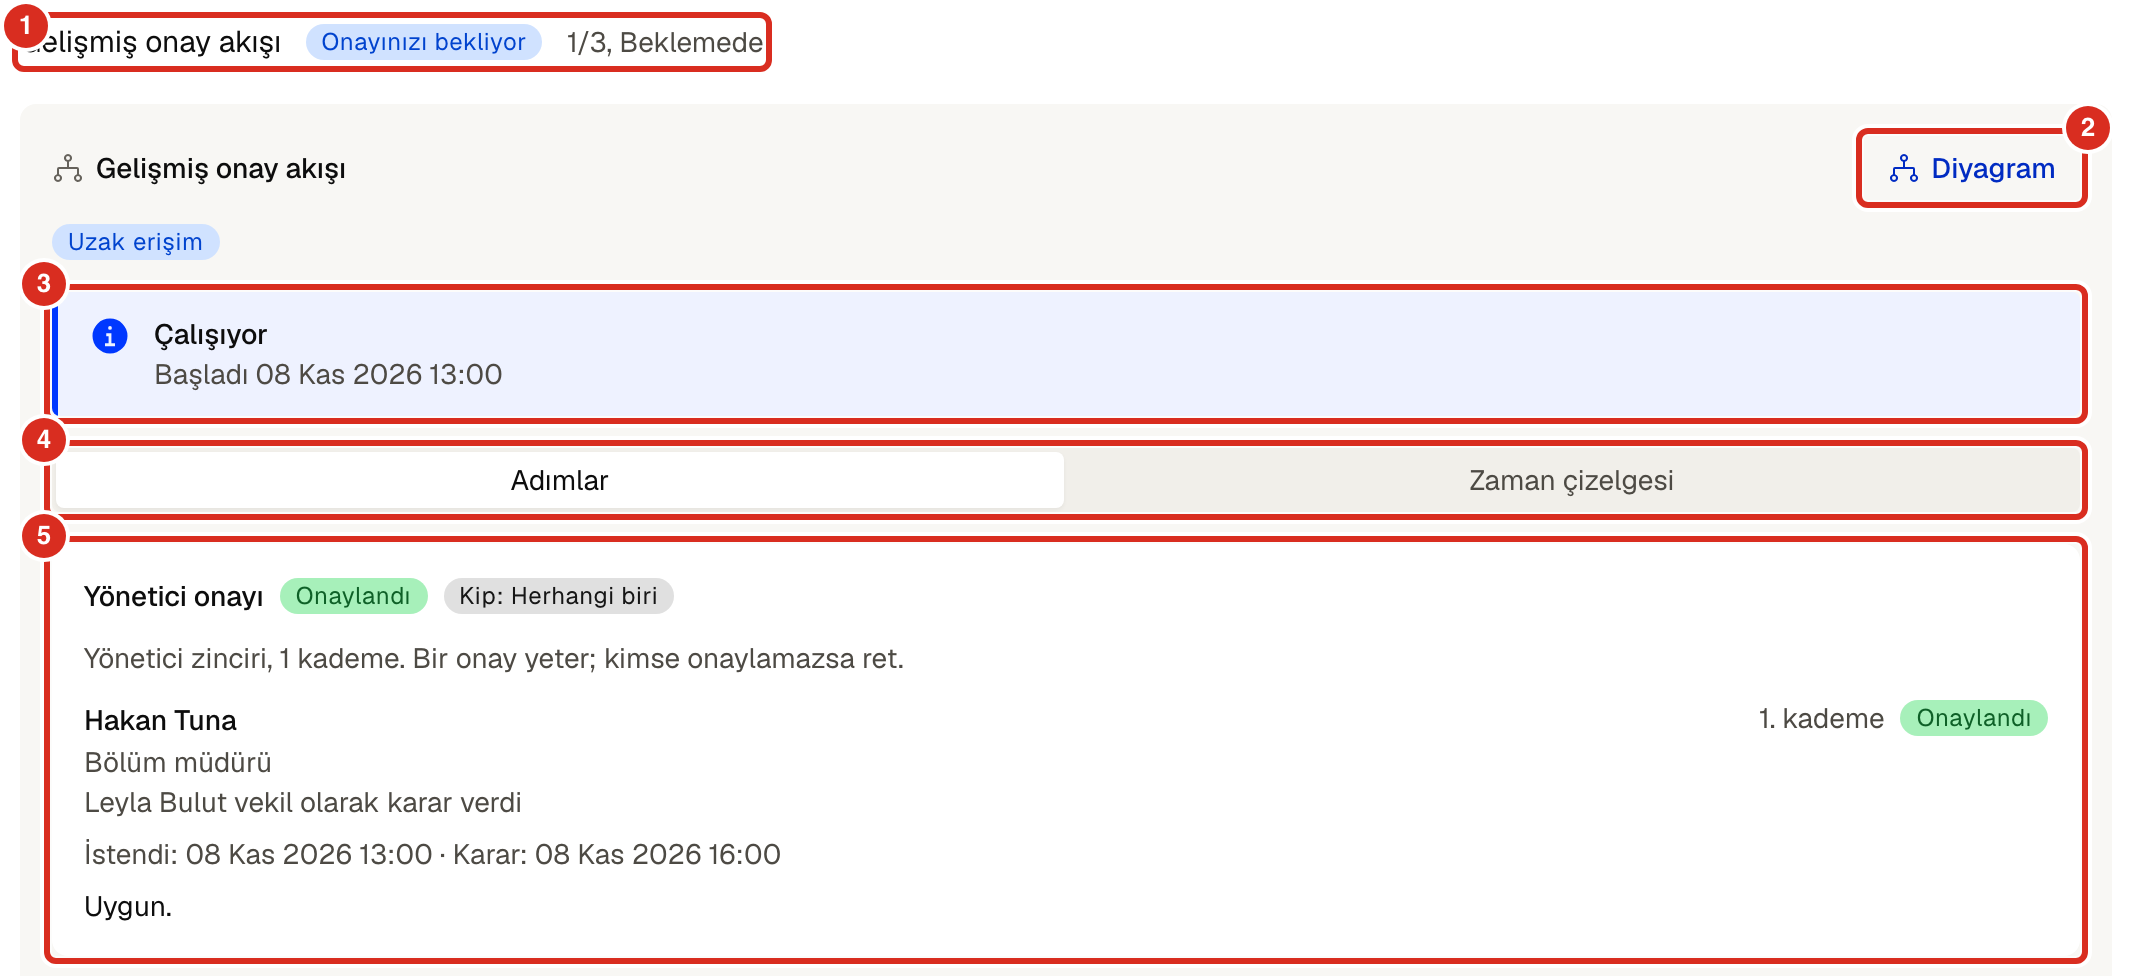 1
elişmiş onay akışı Onayınızı bekliyor 1/3, Beklemede
2
Gelişmiş onay akışı Diyagram
Uzak erişim
3
Çalışıyor
Başladı 08 Kas 2026 13:00
4
Adımlar Zaman çizelgesi
5
Yönetici onayı Onaylandı Kip: Herhangi biri
Yönetici zinciri, 1 kademe. Bir onay yeter; kimse onaylamazsa ret.
Hakan Tuna 1. kademe Onaylandı
Bölüm müdürü
Leyla Bulut vekil olarak karar verdi
İstendi: 08 Kas 2026 13:00 · Karar: 08 Kas 2026 16:00
Uygun.